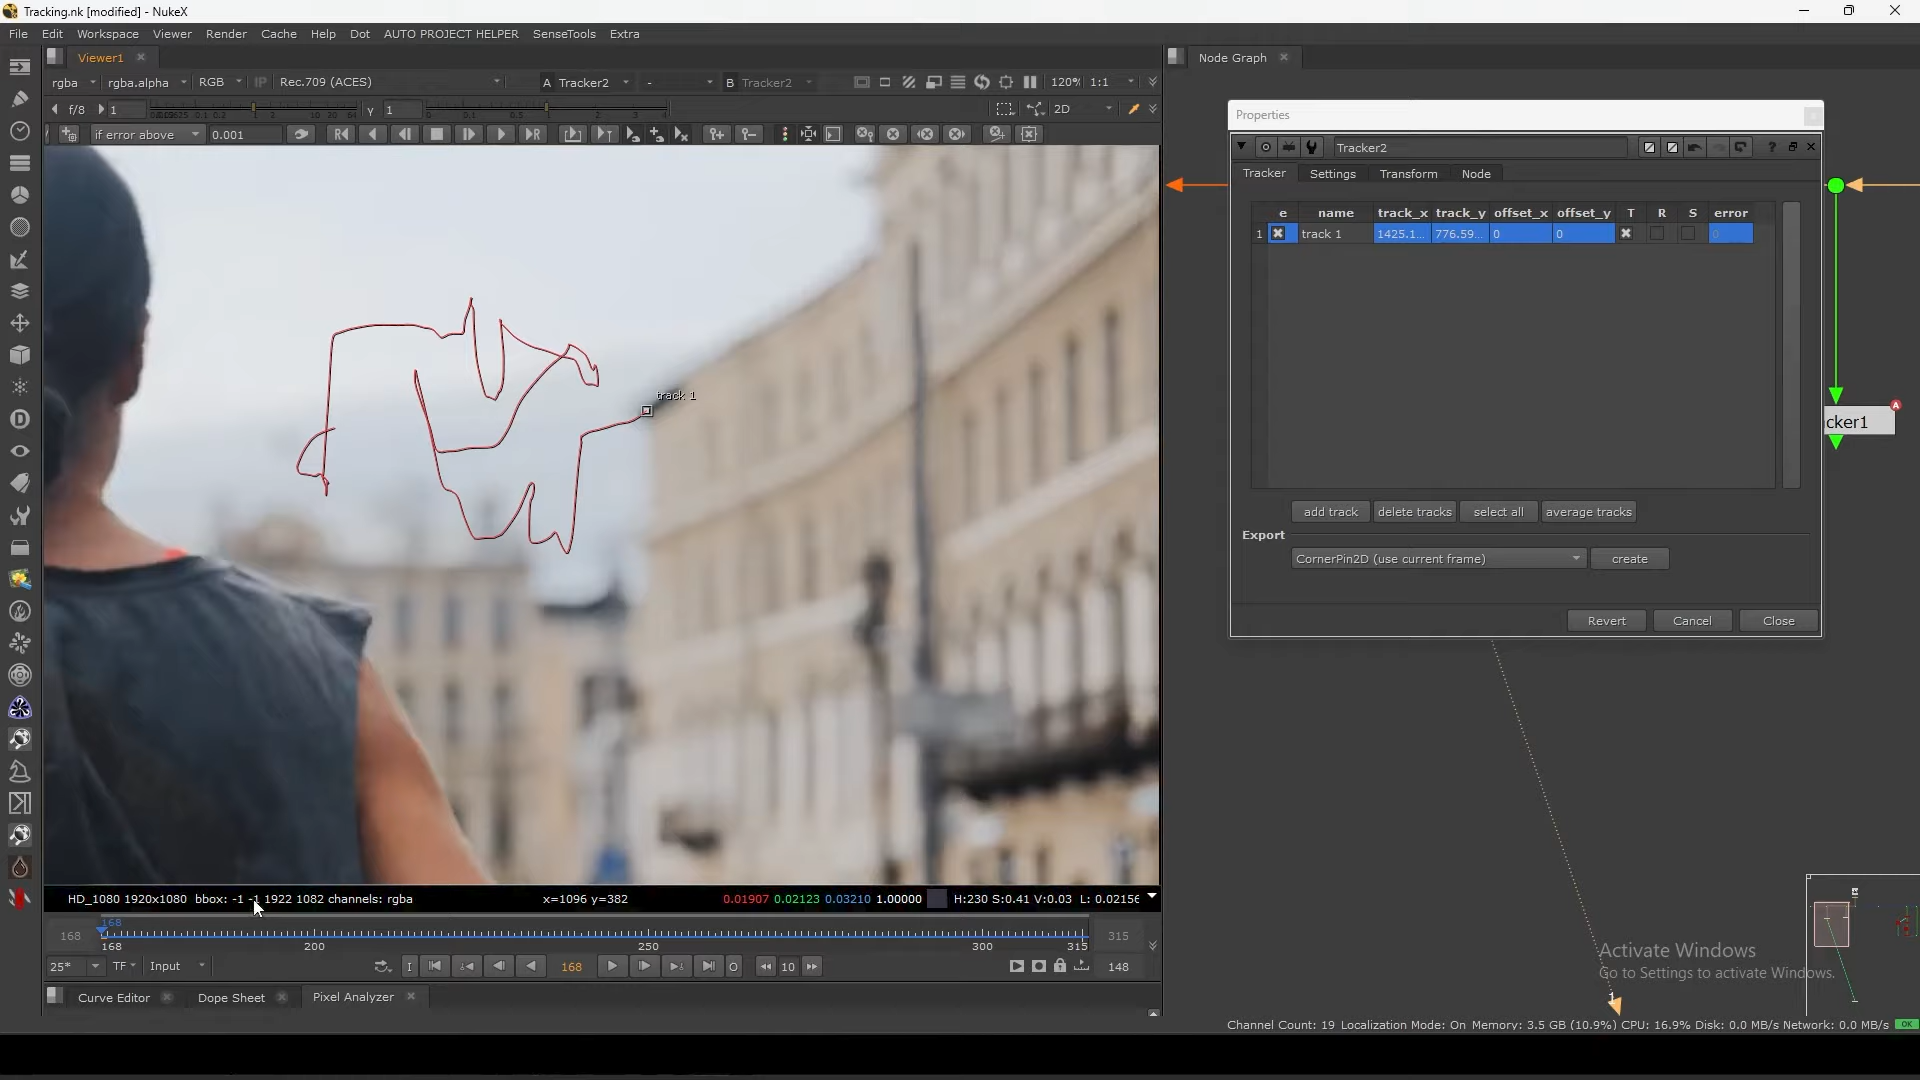 Tracking.nk [modified] - NukeX
File Edit Workspace Viewer Render Cache Help Dot AUTO PROJECT HELPER SenseTools Extra
Viewer1
Node Graph
rgba rgba.alpha RGB IP Rec.709 (ACES) A Tracker2 - B Tracker2 120% 1:1
f/8 1 Y 1 2D
if error above 0.001
Properties
Tracker2
Tracker Settings Transform Node
e name track_x track_y offset_x offset_y T R S error
1 track 1 1425.1... 776.59... 0 0 0
track 1
cker1
A
add track delete tracks select all average tracks
Export
CornerPin2D (use current frame) create
Revert Cancel Close
HD_1080 1920x1080 bbox: -1 -1 1922 1082 channels: rgba x=1096 y=382 0.01907 0.02123 0.03210 1.00000 H:230 S:0.41 V:0.03 L: 0.02156
168
168 315
168 200 250 300 315
25* TF Input I 168 O 10 148
Curve Editor Dope Sheet Pixel Analyzer
Activate Windows
Go to Settings to activate Windows.
1
Channel Count: 19 Localization Mode: On Memory: 3.5 GB (10.9%) CPU: 16.9% Disk: 0.0 MB/s Network: 0.0 MB/s OK